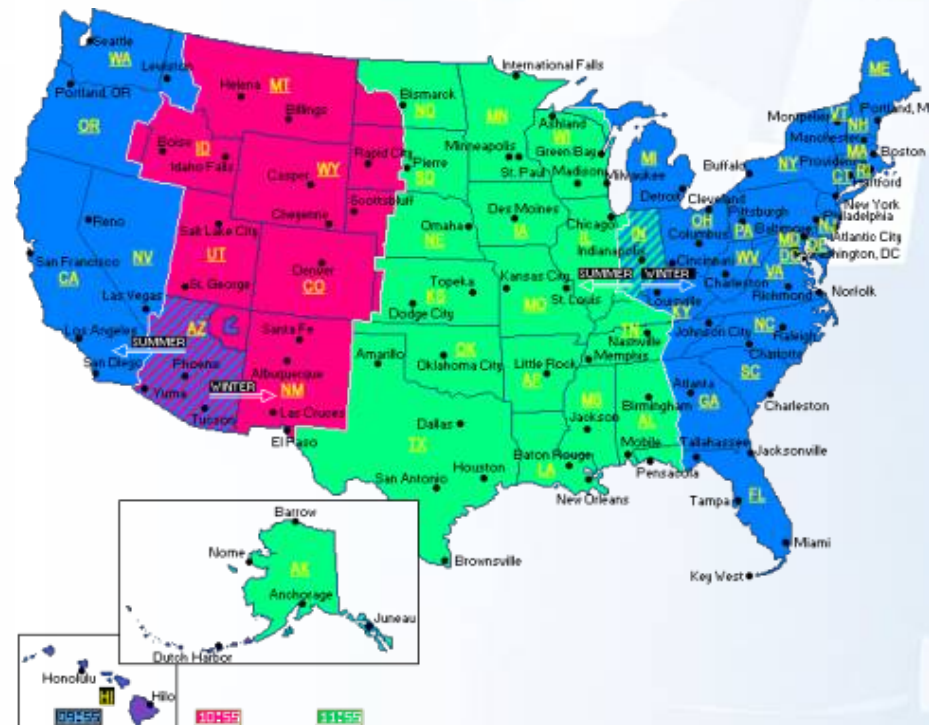 Seattle
WA
Lewiston
Portland, OR
OR
Helena
MT
Billings
Boise
ID
Idaho Falls
WY
Casper
Cheyenne
Rapid City
Scottsbluff
Bismarck
ND
Pierre
SD
International Falls
MN
Minneapolis
St. Paul
Ashland
WI
Green Bay
Madison
Milwaukee
MI
Detroit
Montpelier
VT
ME
Portland, M
NH
Manchester
MA
Boston
Buffalo
NY
Providence
RI
CT
Hartford
New York
Reno
NV
San Francisco
CA
Las Vegas
Los Angeles
San Diego
Salt Lake City
UT
St. George
Denver
CO
Omaha
NE
Des Moines
IA
Chicago
IL
Indianapolis
IN
Cleveland
OH
Columbus
Pittsburgh
PA
Philadelphia
NJ
Baltimore
MD
DE
Atlantic City
DC
Washington, DC
Cincinnati
WV
Charleston
VA
Richmond
Norfolk
SUMMER
WINTER
Topeka
KS
Dodge City
Kansas City
MO
St. Louis
Louisville
KY
AZ
SUMMER
Phoenix
WINTER
Yuma
Tucson
Santa Fe
Albuquerque
NM
Las Cruces
El Paso
Amarillo
OK
Oklahoma City
Little Rock
AR
TN
Nashville
Memphis
Johnson City
NC
Raleigh
Charlotte
SC
Charleston
Atlanta
GA
Dallas
TX
San Antonio
Houston
Brownsville
MS
Jackson
Birmingham
AL
Mobile
Baton Rouge
LA
New Orleans
Pensacola
Tallahassee
Jacksonville
Tampa
FL
Miami
Key West
Barrow
Nome
AK
Anchorage
Juneau
Dutch Harbor
Honolulu
HI
Hilo
09:55
10:55
11:55